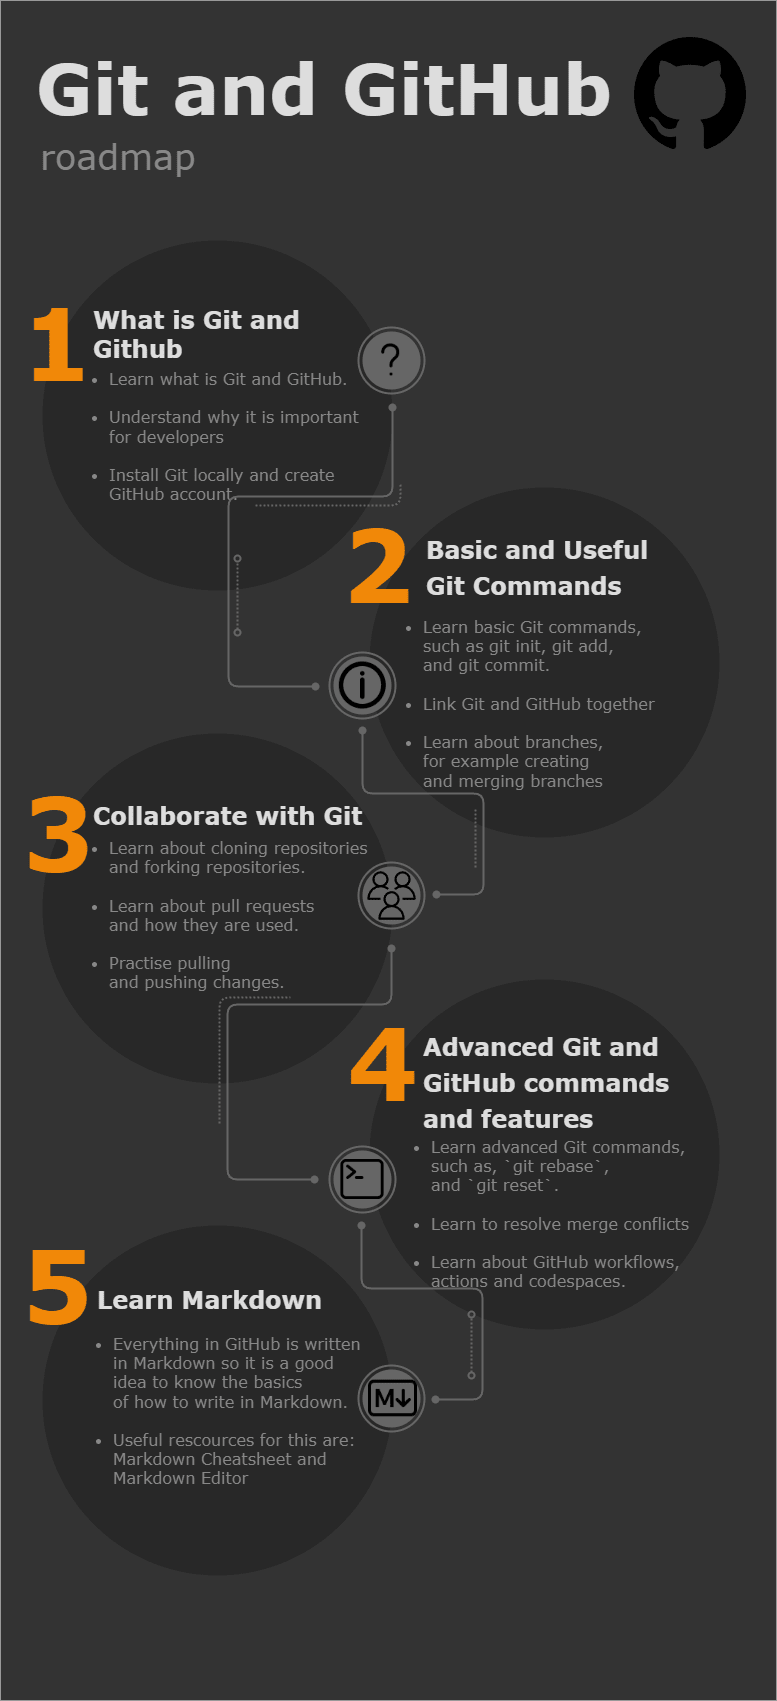 Git and GitHub
roadmap
1
What is Git and
Github
• Learn what is Git and GitHub.
• Understand why it is important
for developers
• Install Git locally and create
GitHub account.
?
2
Basic and Useful
Git Commands
• Learn basic Git commands,
such as git init, git add,
and git commit.
• Link Git and GitHub together
• Learn about branches,
for example creating
and merging branches
i
3
Collaborate with Git
• Learn about cloning repositories
and forking repositories.
• Learn about pull requests
and how they are used.
• Practise pulling
and pushing changes.
4
Advanced Git and
GitHub commands
and features
• Learn advanced Git commands,
such as, `git rebase`,
and `git reset`.
• Learn to resolve merge conflicts
• Learn about GitHub workflows,
actions and codespaces.
>_
5
Learn Markdown
• Everything in GitHub is written
in Markdown so it is a good
idea to know the basics
of how to write in Markdown.
• Useful rescources for this are:
Markdown Cheatsheet and
Markdown Editor
M↓